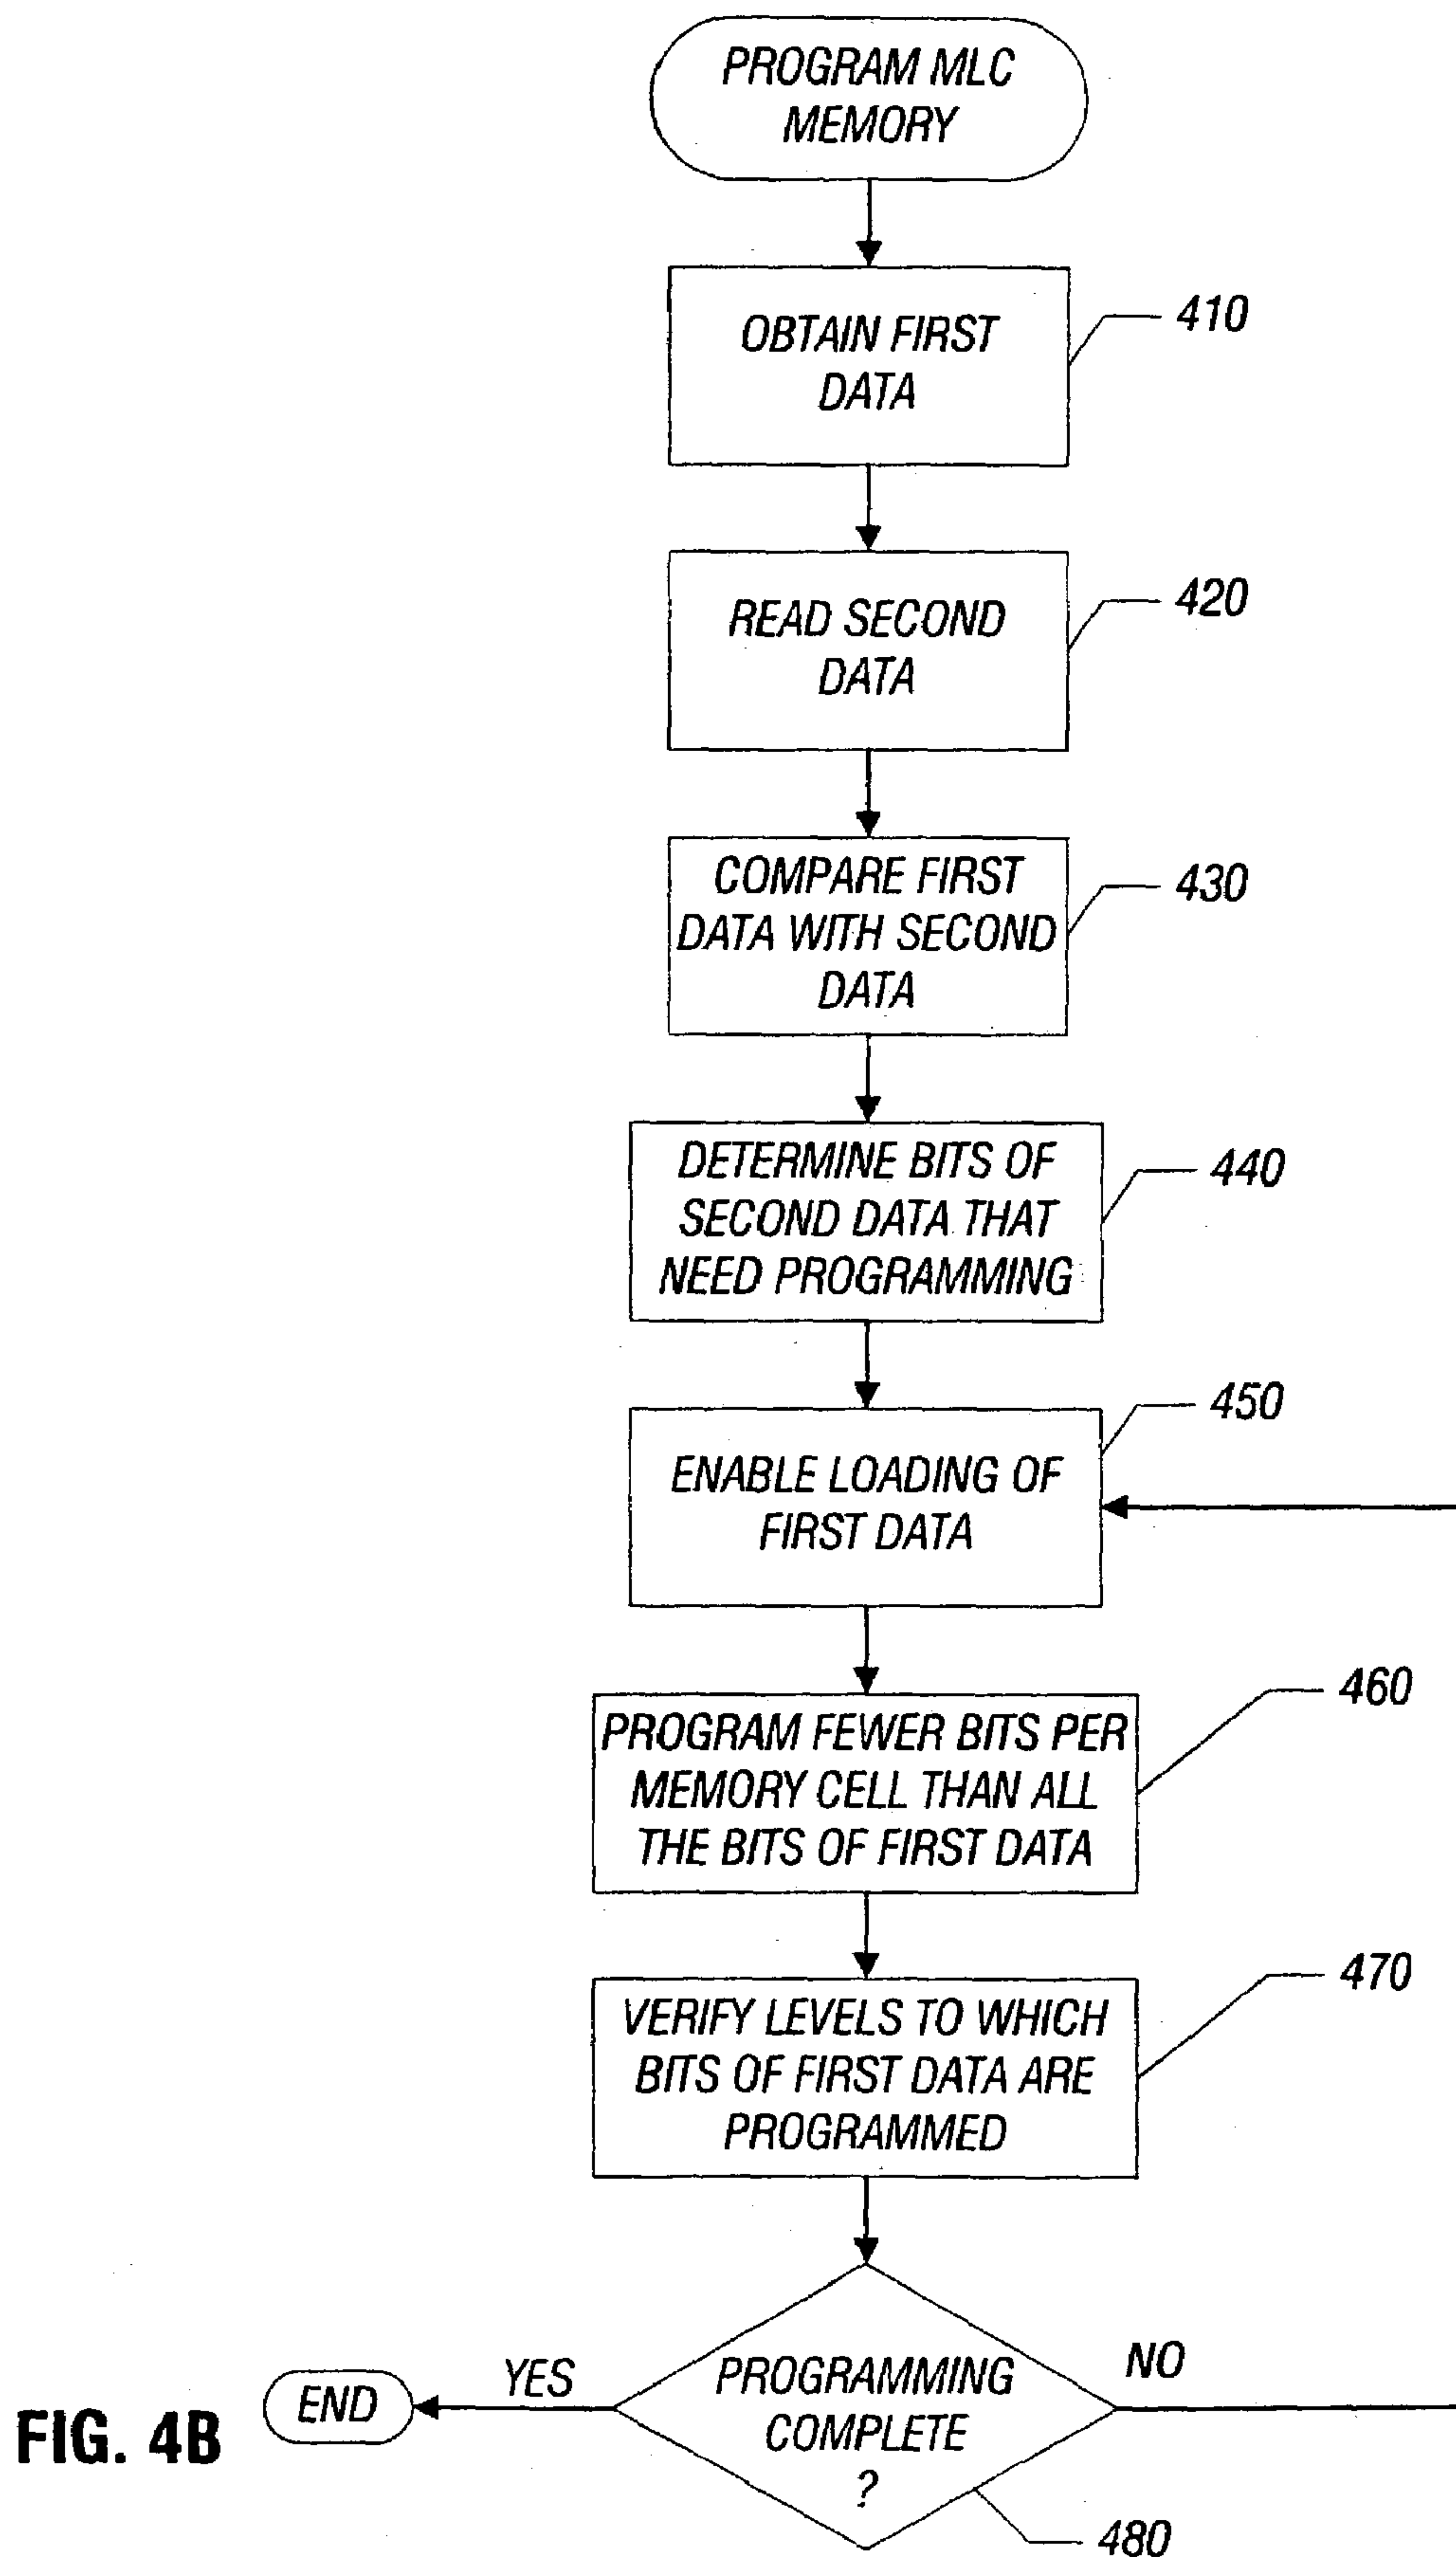 PROGRAM MLC
MEMORY
OBTAIN FIRST
DATA
410
READ SECOND
DATA
420
COMPARE FIRST
DATA WITH SECOND
DATA
430
DETERMINE BITS OF
SECOND DATA THAT
NEED PROGRAMMING
440
ENABLE LOADING OF
FIRST DATA
450
PROGRAM FEWER BITS PER
MEMORY CELL THAN ALL
THE BITS OF FIRST DATA
460
VERIFY LEVELS TO WHICH
BITS OF FIRST DATA ARE
PROGRAMMED
470
PROGRAMMING
COMPLETE
?
480
YES
NO
END
FIG. 4B